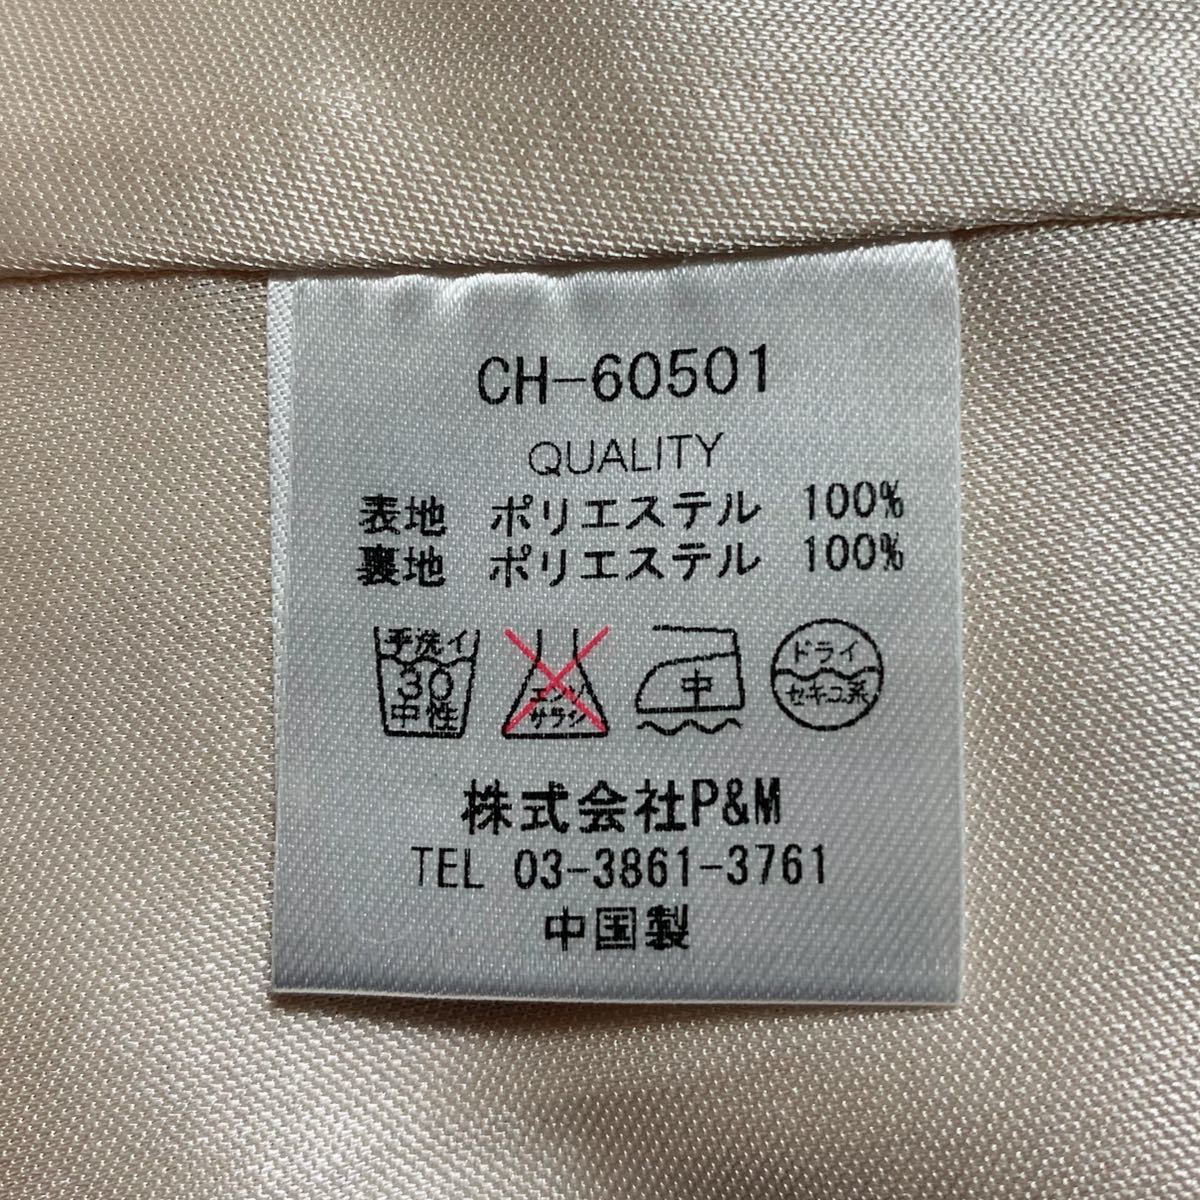 CH-60501
QUALITY
表地 ポリエステル 100%
裏地 ポリエステル 100%
手洗イ
30
中性
エンソ
サラシ
中
ドライ
セキユ系
株式会社P&M
TEL 03-3861-3761
中国製